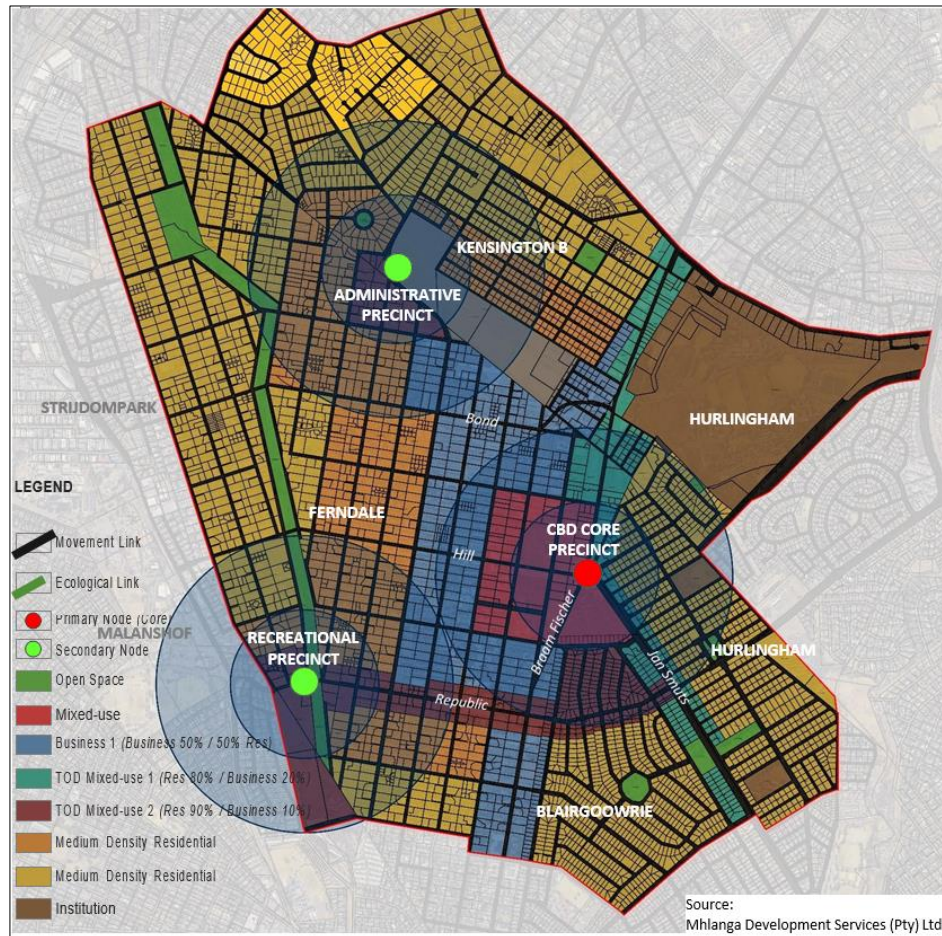 KENSINGTON B
ADMINISTRATIVE
PRECINCT
STRIJDOMPARK
Bond
HURLINGHAM
LEGEND
FERNDALE
CBD CORE
PRECINCT
Movement Link
Hill
Ecological Link
Primary Node (Core)
MALANSHOF
Secondary Node
RECREATIONAL
PRECINCT
Braam Fischer
HURLINGHAM
Jan Smuts
Open Space
Republic
Mixed-use
Business 1 (Business 50% / 50% Res)
TOD Mixed-use 1 (Res 80% / Business 20%)
TOD Mixed-use 2 (Res 90% / Business 10%)
BLAIRGOOWRIE
Medium Density Residential
Medium Density Residential
Institution
Source:
Mhlanga Development Services (Pty) Ltd